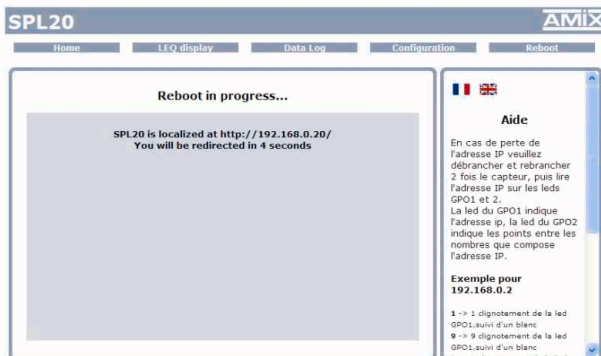 SPL20
AMiX
Home
LEQ display
Data Log
Configuration
Reboot
Reboot in progress...
SPL20 is localized at http://192.168.0.20/
You will be redirected in 4 seconds
Aide
En cas de perte de
l'adresse IP veuillez
débrancher et rebrancher
2 fois le capteur, puis lire
l'adresse IP sur les leds
GPO1 et 2.
La led du GPO1 indique
l'adresse ip, la led du GPO2
indique les points entre les
nombres que compose
l'adresse IP.
Exemple pour
192.168.0.2
1 -> 1 clignotement de la led
GPO1,suivi d'un blanc
9 -> 9 clignotement de la led
GPO1,suivi d'un blanc